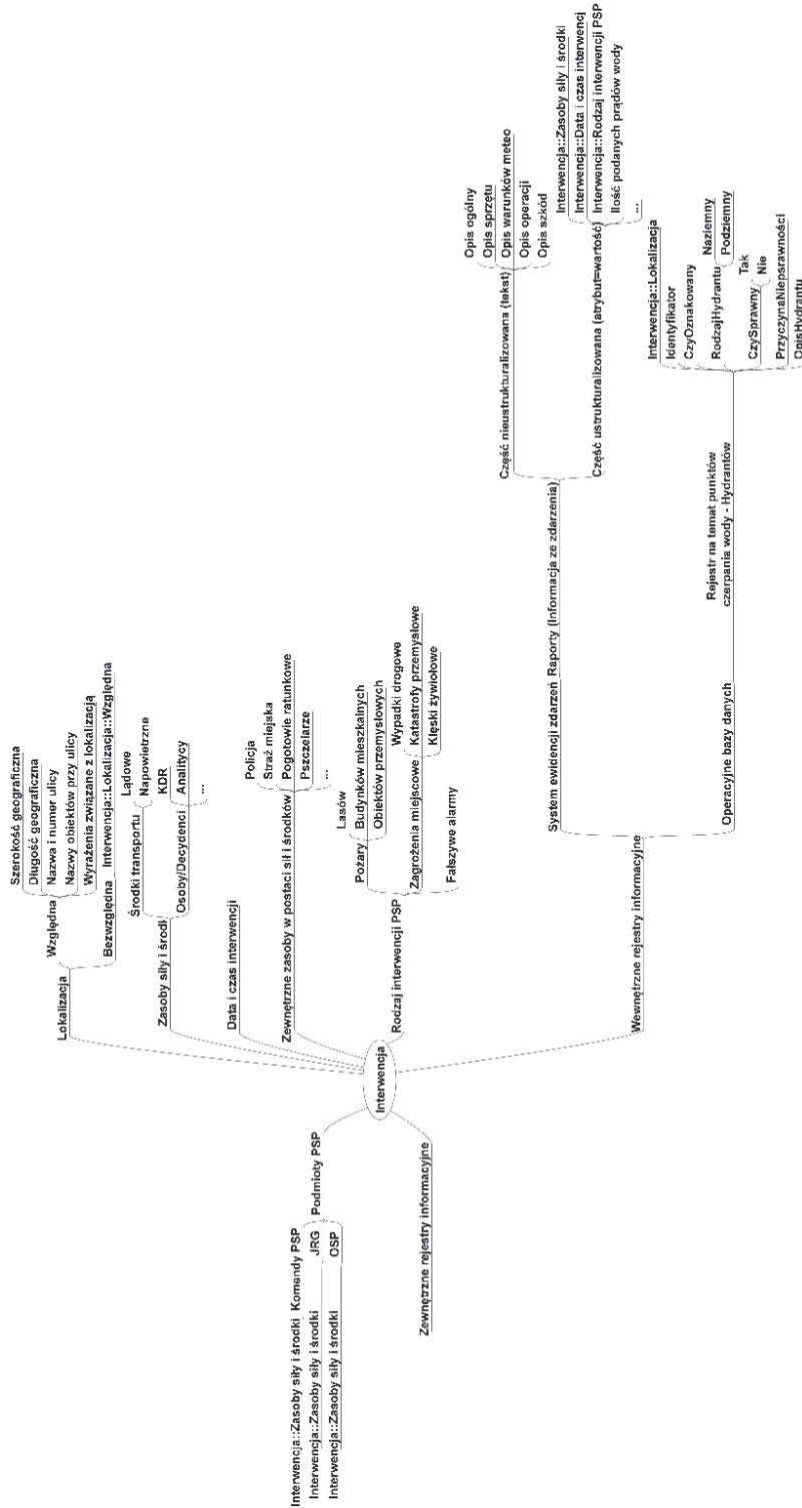 Intervencja::Zasoby siły i środki Komendy PSP
Interwencja::Zasoby siły i środki JRG
Interwencja::Zasoby siły i środki OSP
Podmioty PSP
Zewnętrzne rejestry informacyjne
Interwencja
Lokalizacja
Względna
Szerokość geograficzna
Długość geograficzna
Nazwa i numer ulicy
Nazwy obiektów przy ulicy
Wyrażenia związane z lokalizacją
Bezwzględna Interwencja::Lokalizacja::Względna
Zasoby siły i środki
Środki transportu
Lądowe
Napowietrzne
Osoby/Decydenci
KDR
Analitycy
...
Data i czas interwencji
Zewnętrzne zasoby w postaci sił i środków
Policja
Straż miejska
Pogotowie ratunkowe
Pszczelarze
...
Rodzaj interwencji PSP
Pożary
Lasów
Budynków mieszkalnych
Obiektów przemysłowych
Zagrożenia miejscowe
Wypadki drogowe
Katastrofy przemysłowe
Klęski żywiołowe
Fałszywe alarmy
Wewnętrzne rejestry informacyjne
System ewidencji zdarzeń
Raporty (Informacja ze zdarzenia)
Część nieustrukturalizowana (tekst)
Opis ogólny
Opis sprzętu
Opis warunków meteo
Opis operacji
Opis szkód
Część ustrukturalizowana (atrybut=wartość)
Interwencja::Zasoby siły i środki
Interwencja::Data i czas interwencj
Interwencja::Rodzaj interwencji PSP
Ilość podanych prądów wody
...
Operacyjne bazy danych
Rejestr na temat punktów
czerpania wody - Hydrantów
Interwencja::Lokalizacja
Identyfikator
CzyOznakowany
RodzajHydrantu
Naziemny
Podziemny
CzySprawny
Tak
Nie
PrzyczynaNiepsrawności
OpisHydrantu